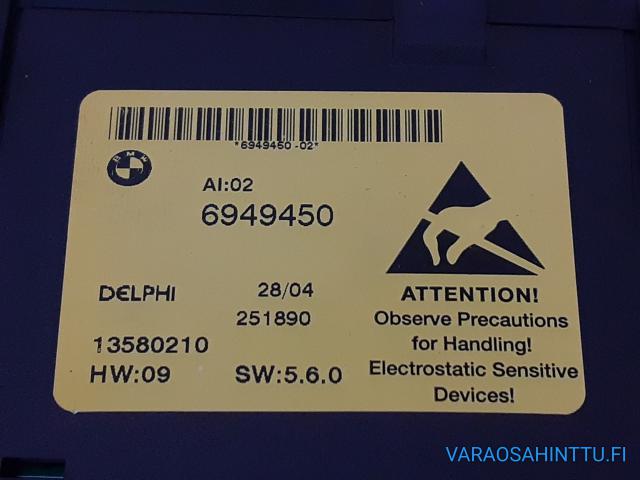 *6949450-02*
BMW
AI:02
6949450
DELPHI
28/04
251890
13580210
HW:09
SW:5.6.0
ATTENTION!
Observe Precautions
for Handling!
Electrostatic Sensitive
Devices!
VARAOSAHINTTU.FI